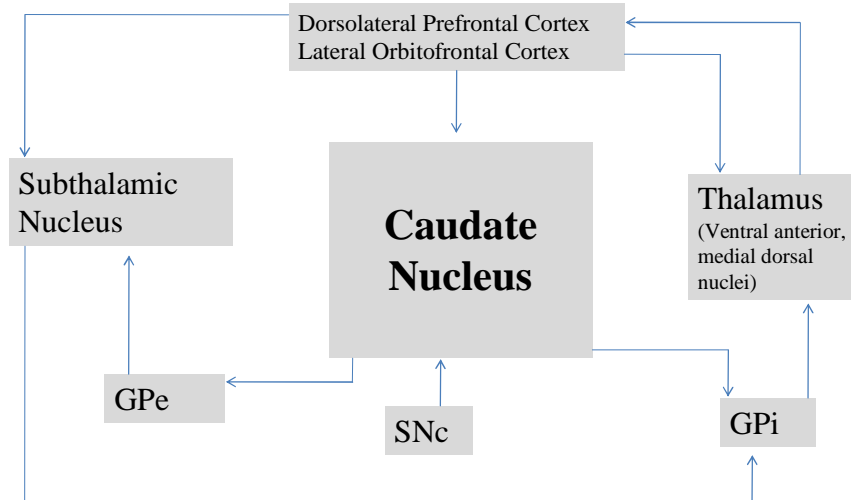 Dorsolateral Prefrontal Cortex
Lateral Orbitofrontal Cortex
Subthalamic
Nucleus
Caudate
Nucleus
Thalamus
(Ventral anterior,
medial dorsal
nuclei)
GPe
SNc
GPi